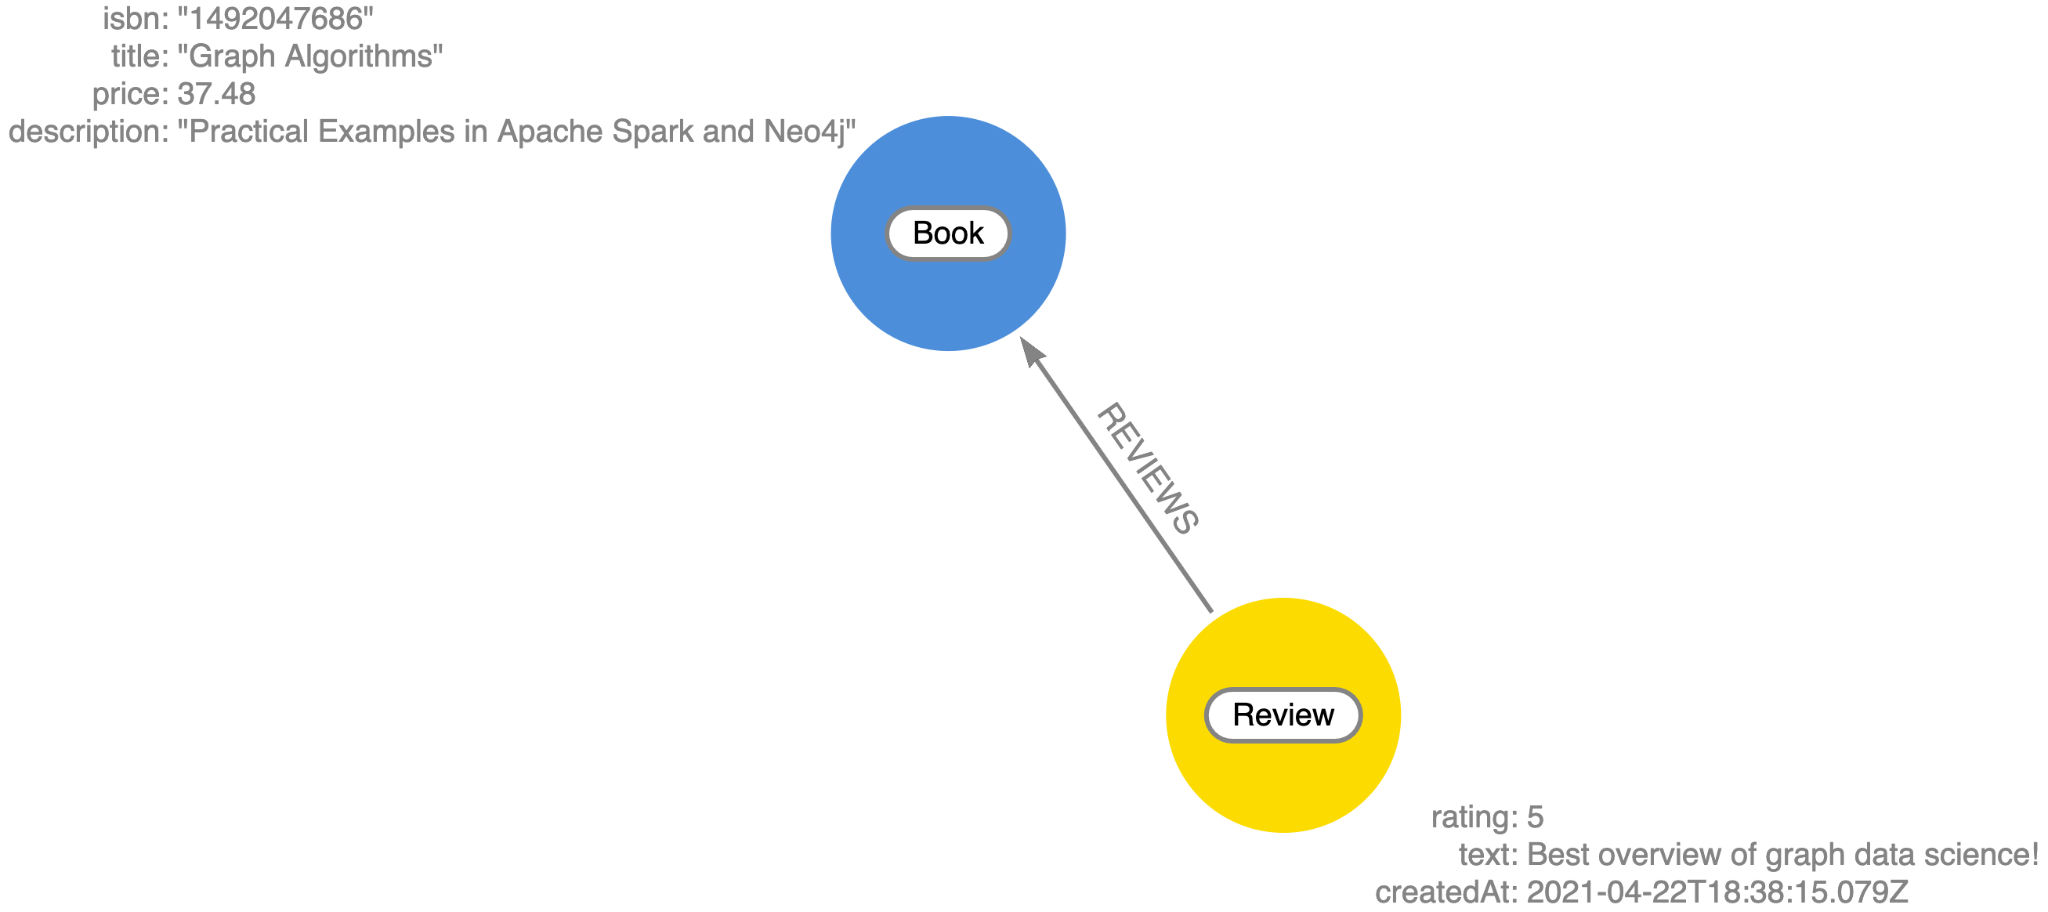 isbn: "1492047686"
title: "Graph Algorithms"
price: 37.48
description: "Practical Examples in Apache Spark and Neo4j"
Book
REVIEWS
Review
rating: 5
text: Best overview of graph data science!
createdAt: 2021-04-22T18:38:15.079Z